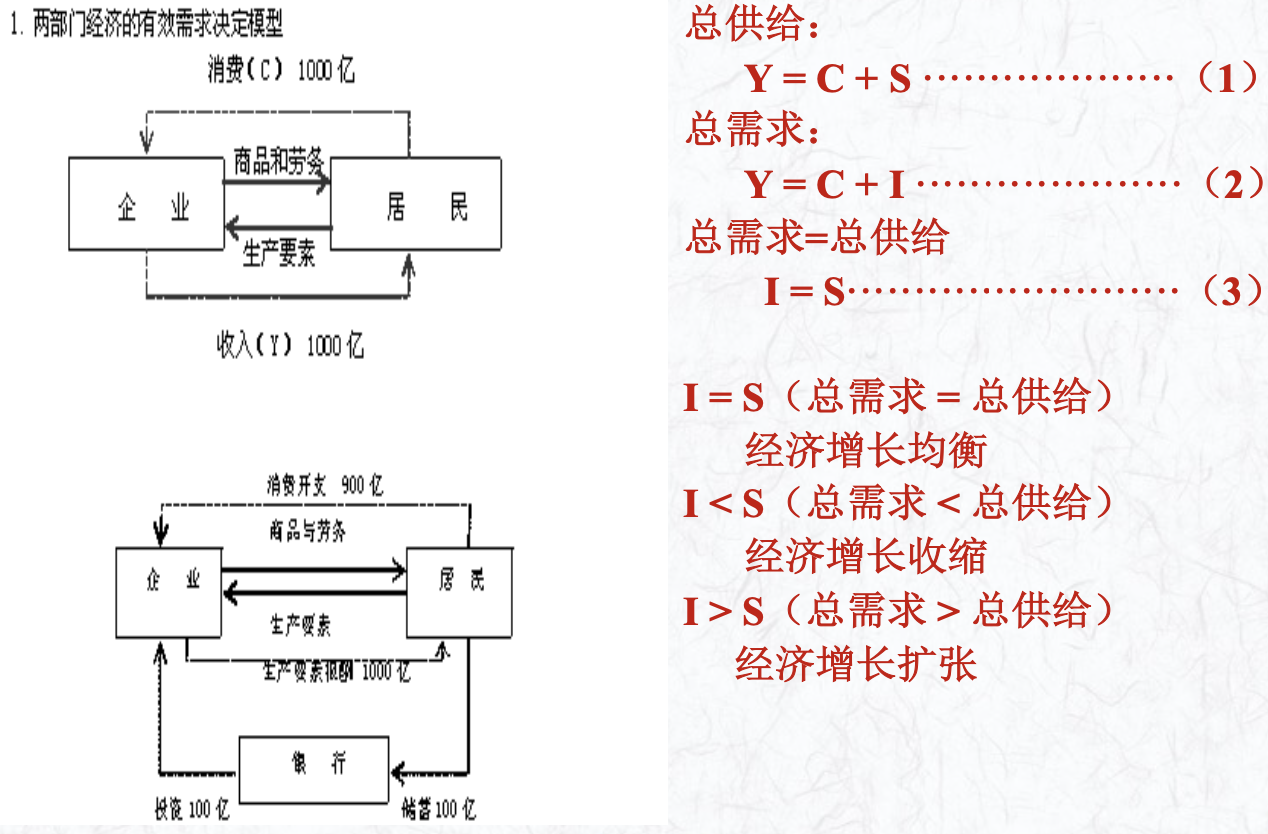 1. 两部门经济的有效需求决定模型
消费(C) 1000亿
商品和劳务
企 业
居 民
生产要素
收入(Y) 1000亿
消费开支 900亿
商品与劳务
企 业
居 民
生产要素
生产要素报酬 1000亿
银 行
投资100亿
储蓄100亿
总供给：
Y = C + S ………………… （1）
总需求：
Y = C + I ………………… （2）
总需求=总供给
I = S……………………… （3）
I = S（总需求 = 总供给）
经济增长均衡
I < S（总需求 < 总供给）
经济增长收缩
I > S（总需求 > 总供给）
经济增长扩张